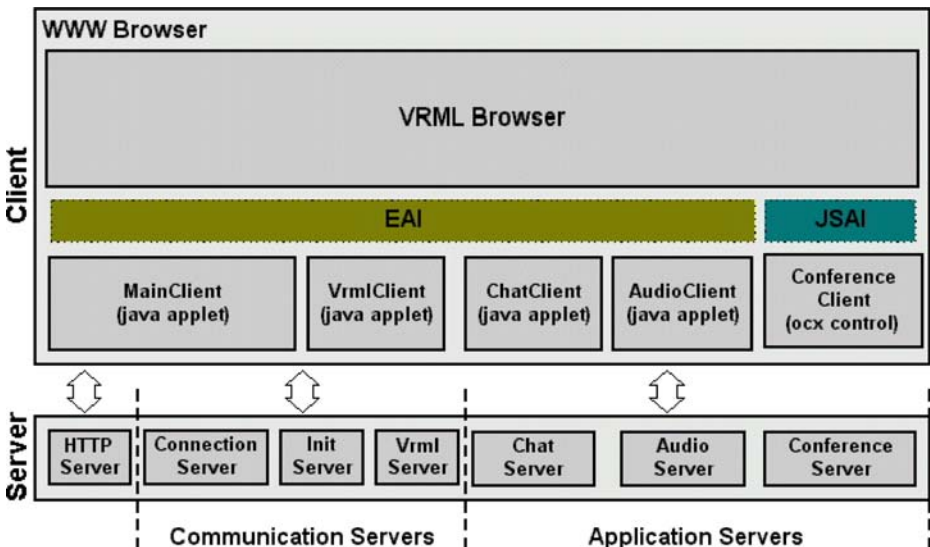 WWW Browser
VRML Browser
Client
EAI
JSAI
MainClient
(java applet)
VrmlClient
(java applet)
ChatClient
(java applet)
AudioClient
(java applet)
Conference
Client
(ocx control)
Server
HTTP
Server
Connection
Server
Init
Server
Vrml
Server
Chat
Server
Audio
Server
Conference
Server
Communication Servers
Application Servers